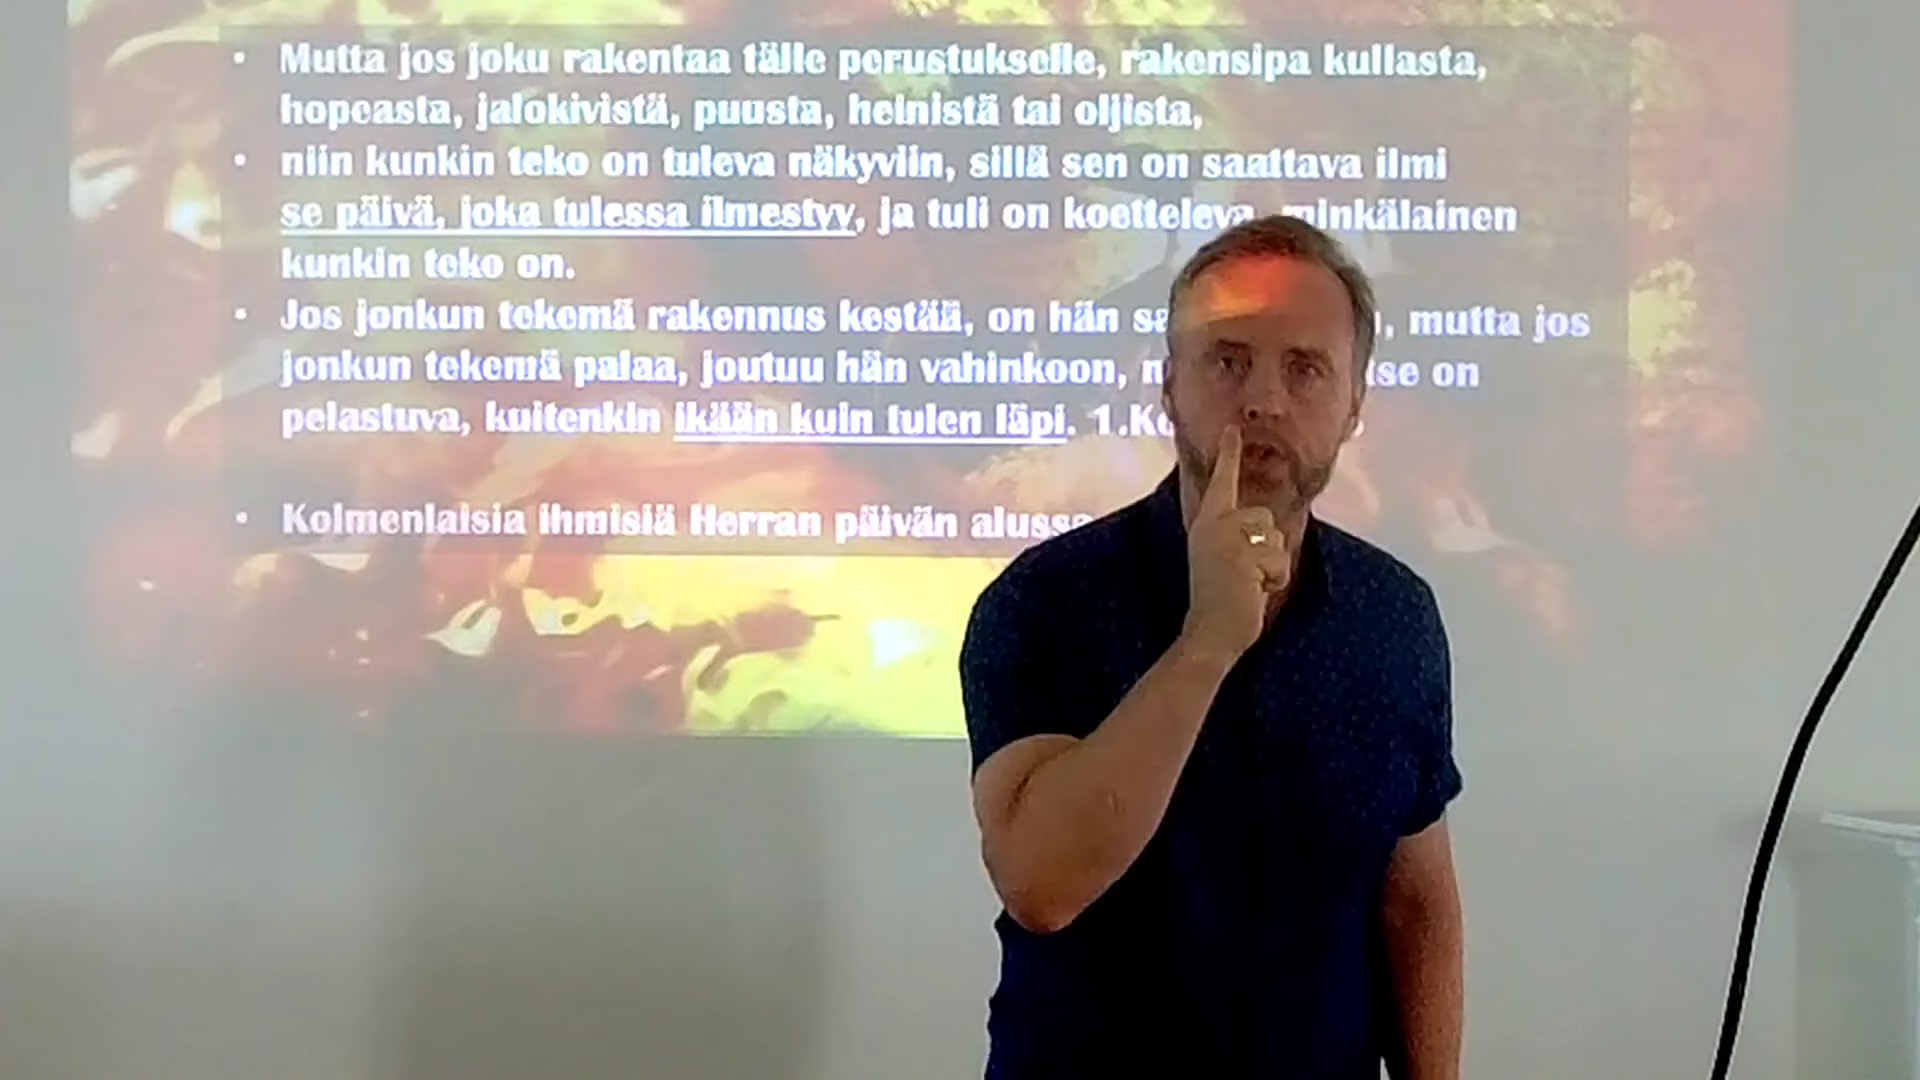 • Mutta jos joku rakentaa tälle perustukselle, rakensipa kullasta,
hopeasta, jalokivistä, puusta, heinistä tai oljista,
• niin kunkin teko on tuleva näkyviin, sillä sen on saattava ilmi
se päivä, joka tulessa ilmestyy, ja tuli on koetteleva, minkälainen
kunkin teko on.
• Jos jonkun tekemä rakennus kestää, on hän mutta jos
jonkun tekemä palaa, joutuu hän vahinkoon, on
pelastuva, kuitenkin ikään kuin tulen läpi.
• Kolmenlaisia ihmisiä Herran päivän alussa